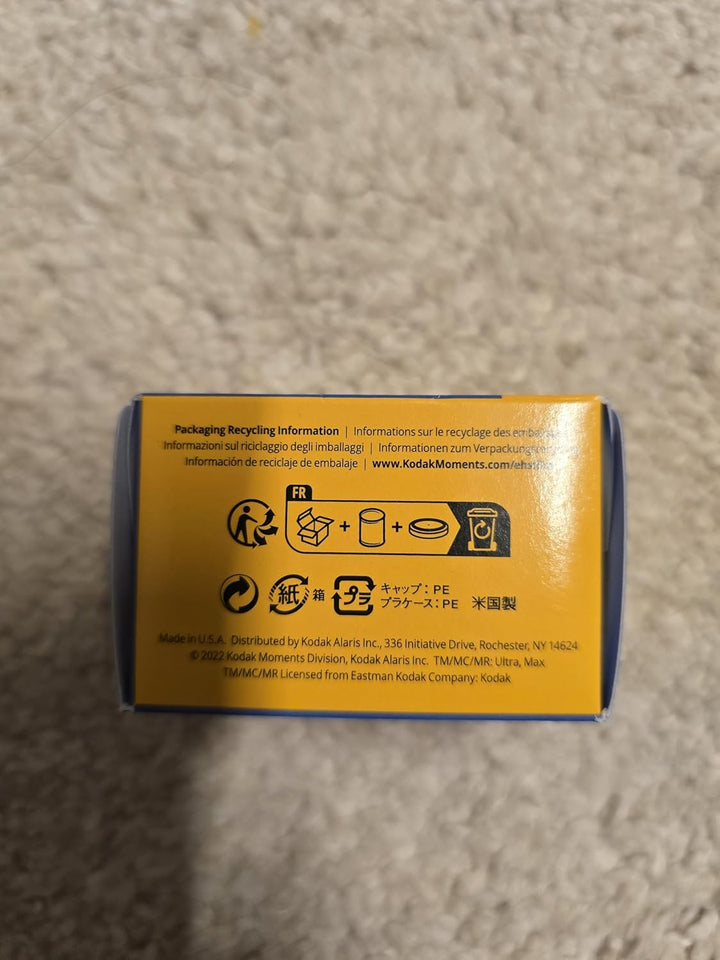 Packaging Recycling Information | Informations sur le recyclage des
Informazioni sul riciclaggio degli imballaggi | Informationen zum
Información de reciclaje de embalaje | www.KodakMoments.com/
FR
紙 箱 プラ キャップ：PE
プラケース：PE 米国製
Made in U.S.A. Distributed by Kodak Alaris Inc., 336 Initiative Drive, Rochester, NY 14624
© 2022 Kodak Moments Division, Kodak Alaris Inc. TM/MC/MR: Ultra, Max
TM/MC/MR Licensed from Eastman Kodak Company: Kodak